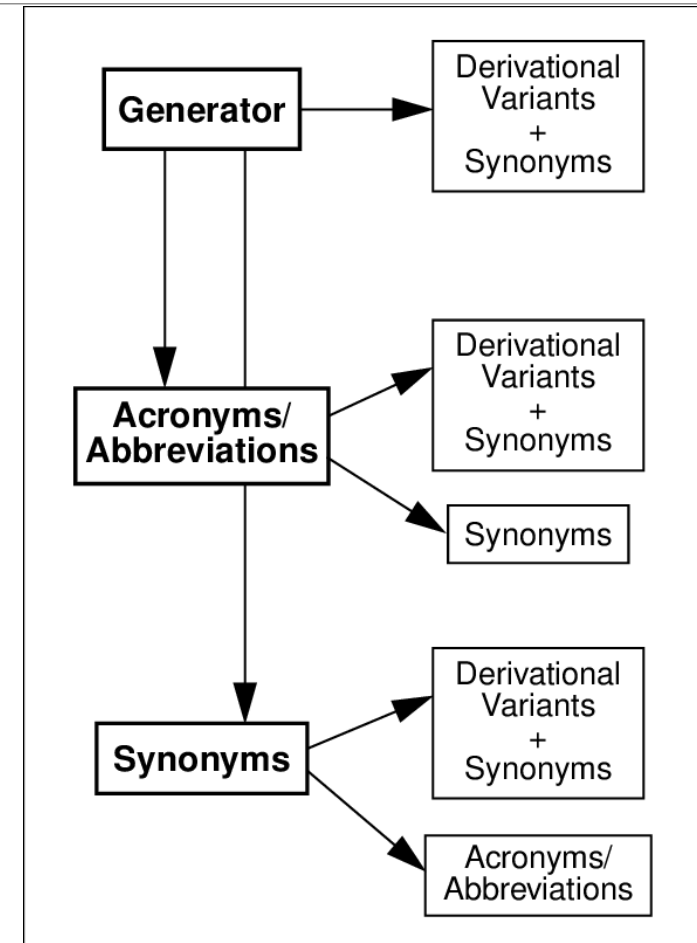 Generator
Derivational
Variants
+
Synonyms
Acronyms/
Abbreviations
Derivational
Variants
+
Synonyms
Synonyms
Synonyms
Derivational
Variants
+
Synonyms
Acronyms/
Abbreviations